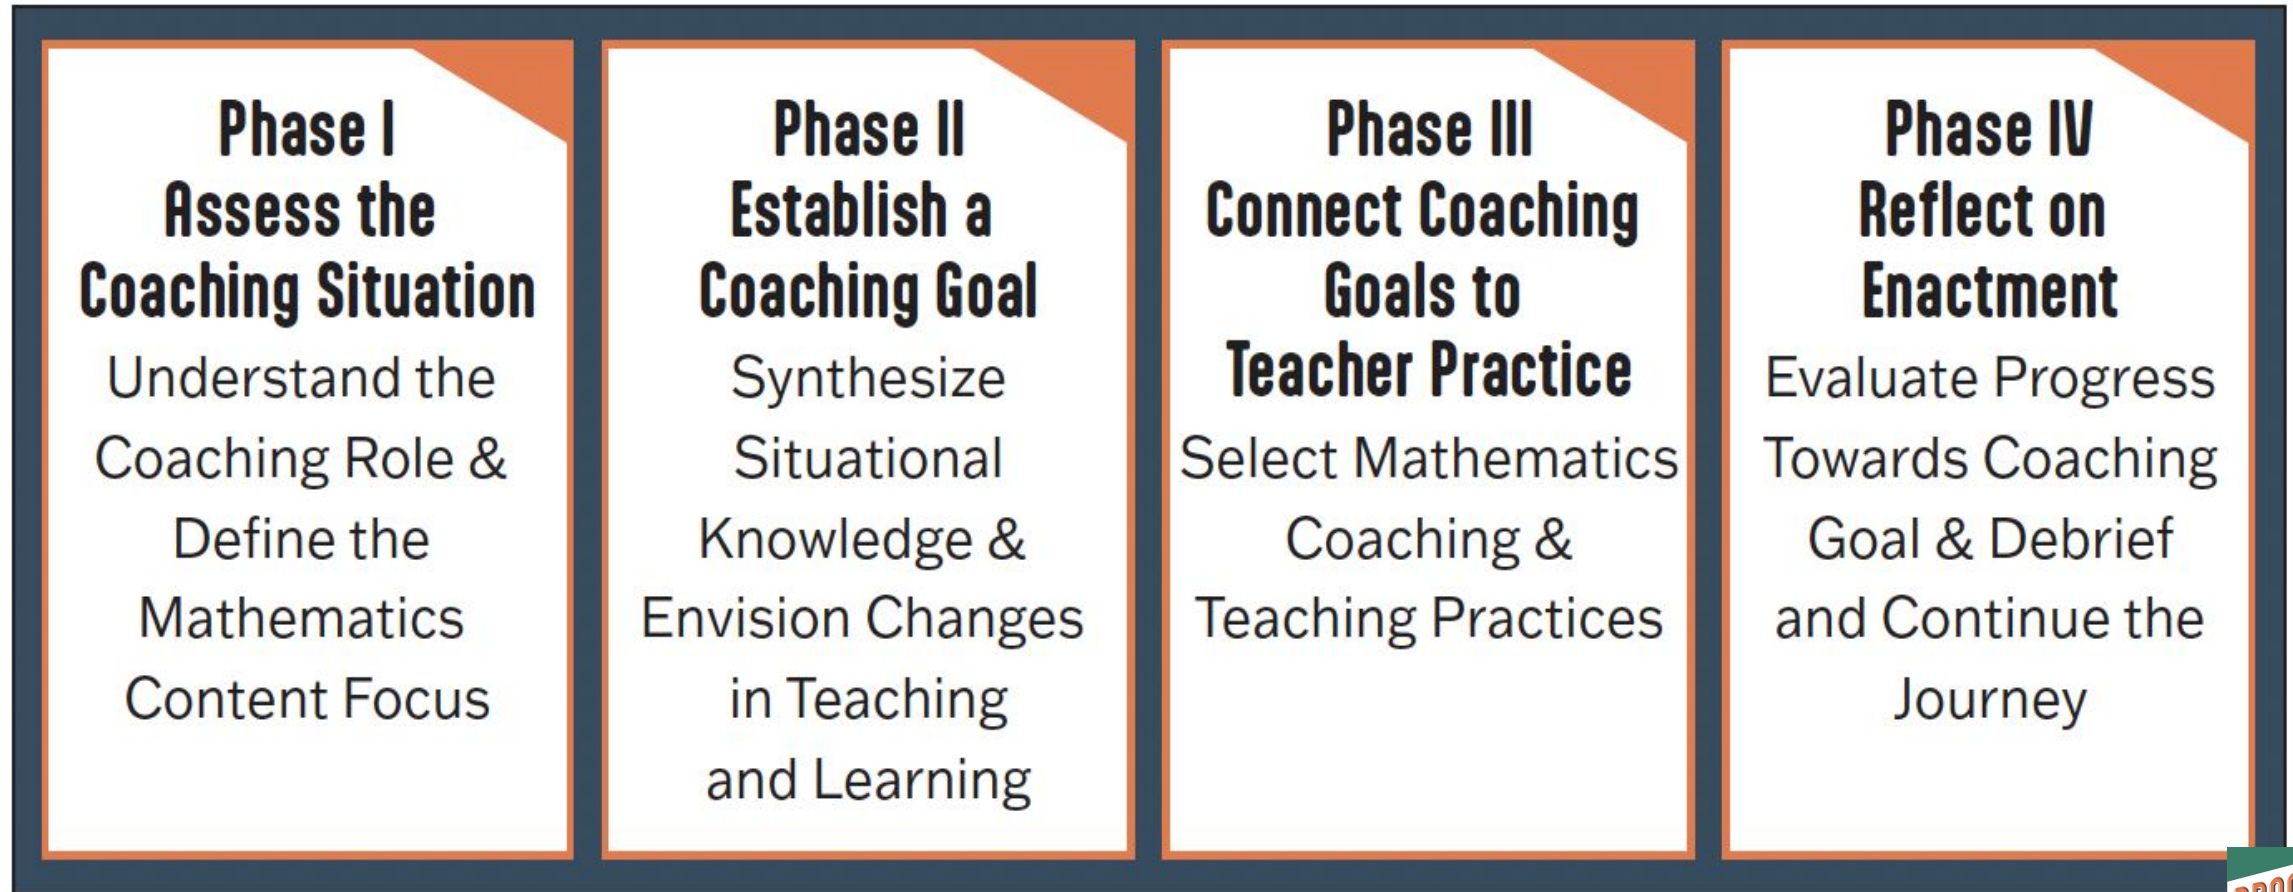 Phase I
Assess the
Coaching Situation
Understand the
Coaching Role &
Define the
Mathematics
Content Focus
Phase II
Establish a
Coaching Goal
Synthesize
Situational
Knowledge &
Envision Changes
in Teaching
and Learning
Phase III
Connect Coaching
Goals to
Teacher Practice
Select Mathematics
Coaching &
Teaching Practices
Phase IV
Reflect on
Enactment
Evaluate Progress
Towards Coaching
Goal & Debrief
and Continue the
Journey